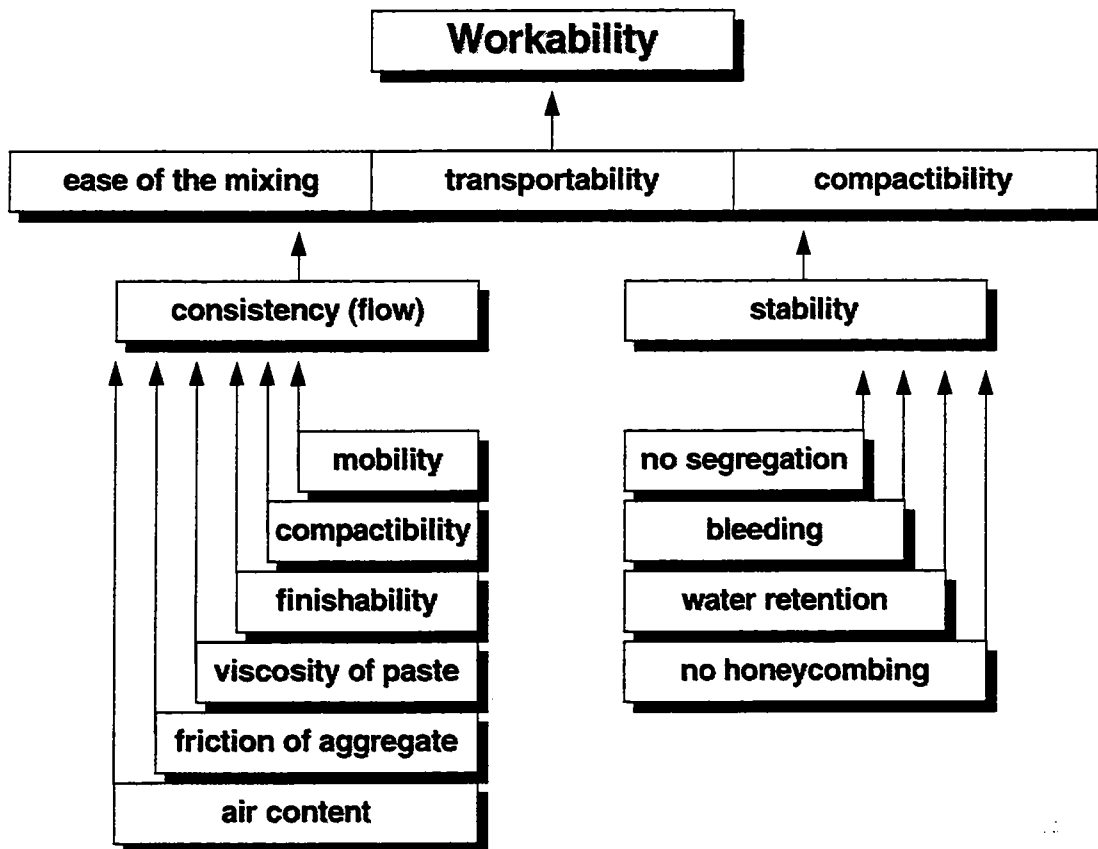 Workability
ease of the mixing
transportability
compactibility
consistency (flow)
stability
mobility
compactibility
finishability
viscosity of paste
friction of aggregate
air content
no segregation
bleeding
water retention
no honeycombing